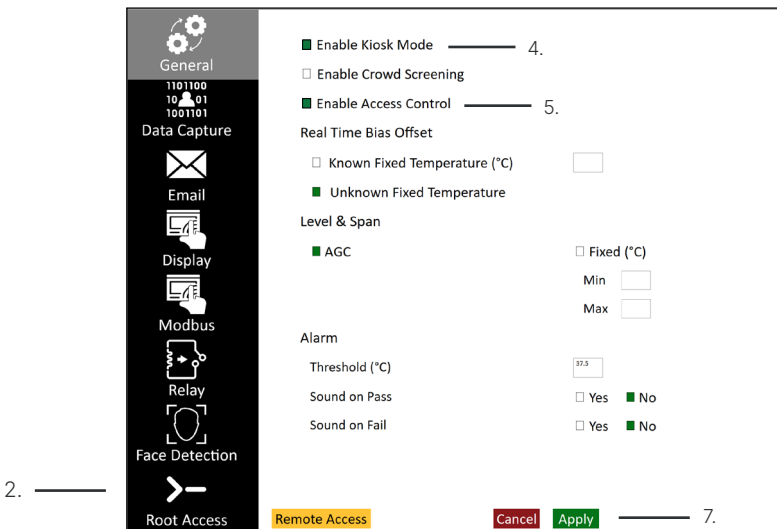 General
1101100
10 01
1001101
Data Capture
Email
Display
Modbus
Relay
Face Detection
2.
Root Access
Enable Kiosk Mode 4.
Enable Crowd Screening
Enable Access Control 5.
Real Time Bias Offset
Known Fixed Temperature (°C)
Unknown Fixed Temperature
Level & Span
AGC Fixed (°C)
Min
Max
Alarm
Threshold (°C) 37.5
Sound on Pass Yes No
Sound on Fail Yes No
Remote Access Cancel Apply 7.